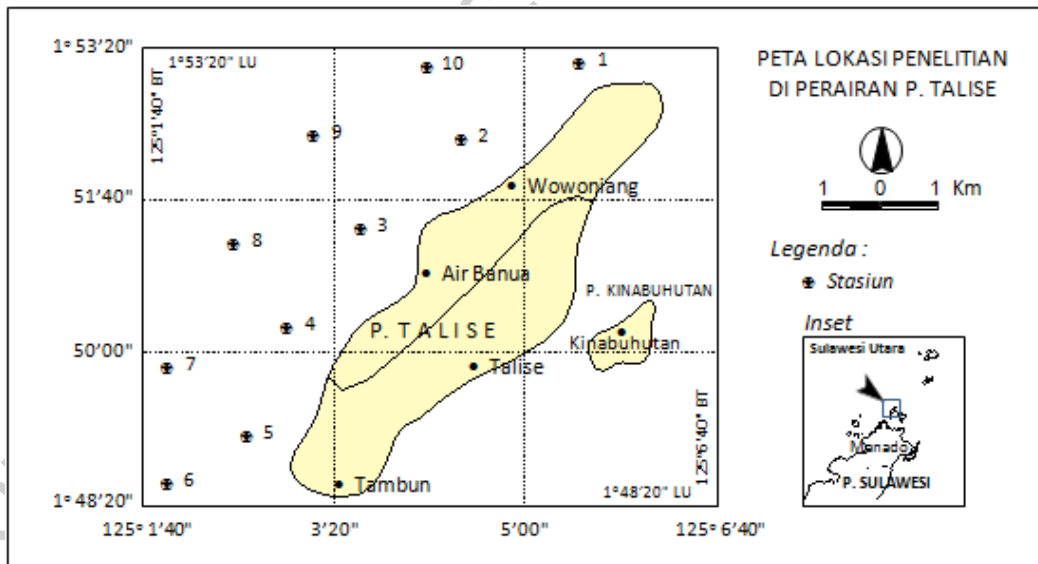 1° 53'20"
1°53'20" LU
125°1'40" BT
10
1
PETA LOKASI PENELITIAN
DI PERAIRAN P. TALISE
9
2
1 0 1 Km
51'40"
Wowoniang
3
8
Legenda :
Stasiun
Air Banua
P. KINABUHUTAN
4
P. TALISE
Kinabuhutan
Inset
Sulawesi Utara
50'00"
7
Talise
125°6'40" BT
5
Menado
6
Tambun
1°48'20" LU
P. SULAWESI
1° 48'20"
125° 1'40"
3'20"
5'00"
125° 6'40"